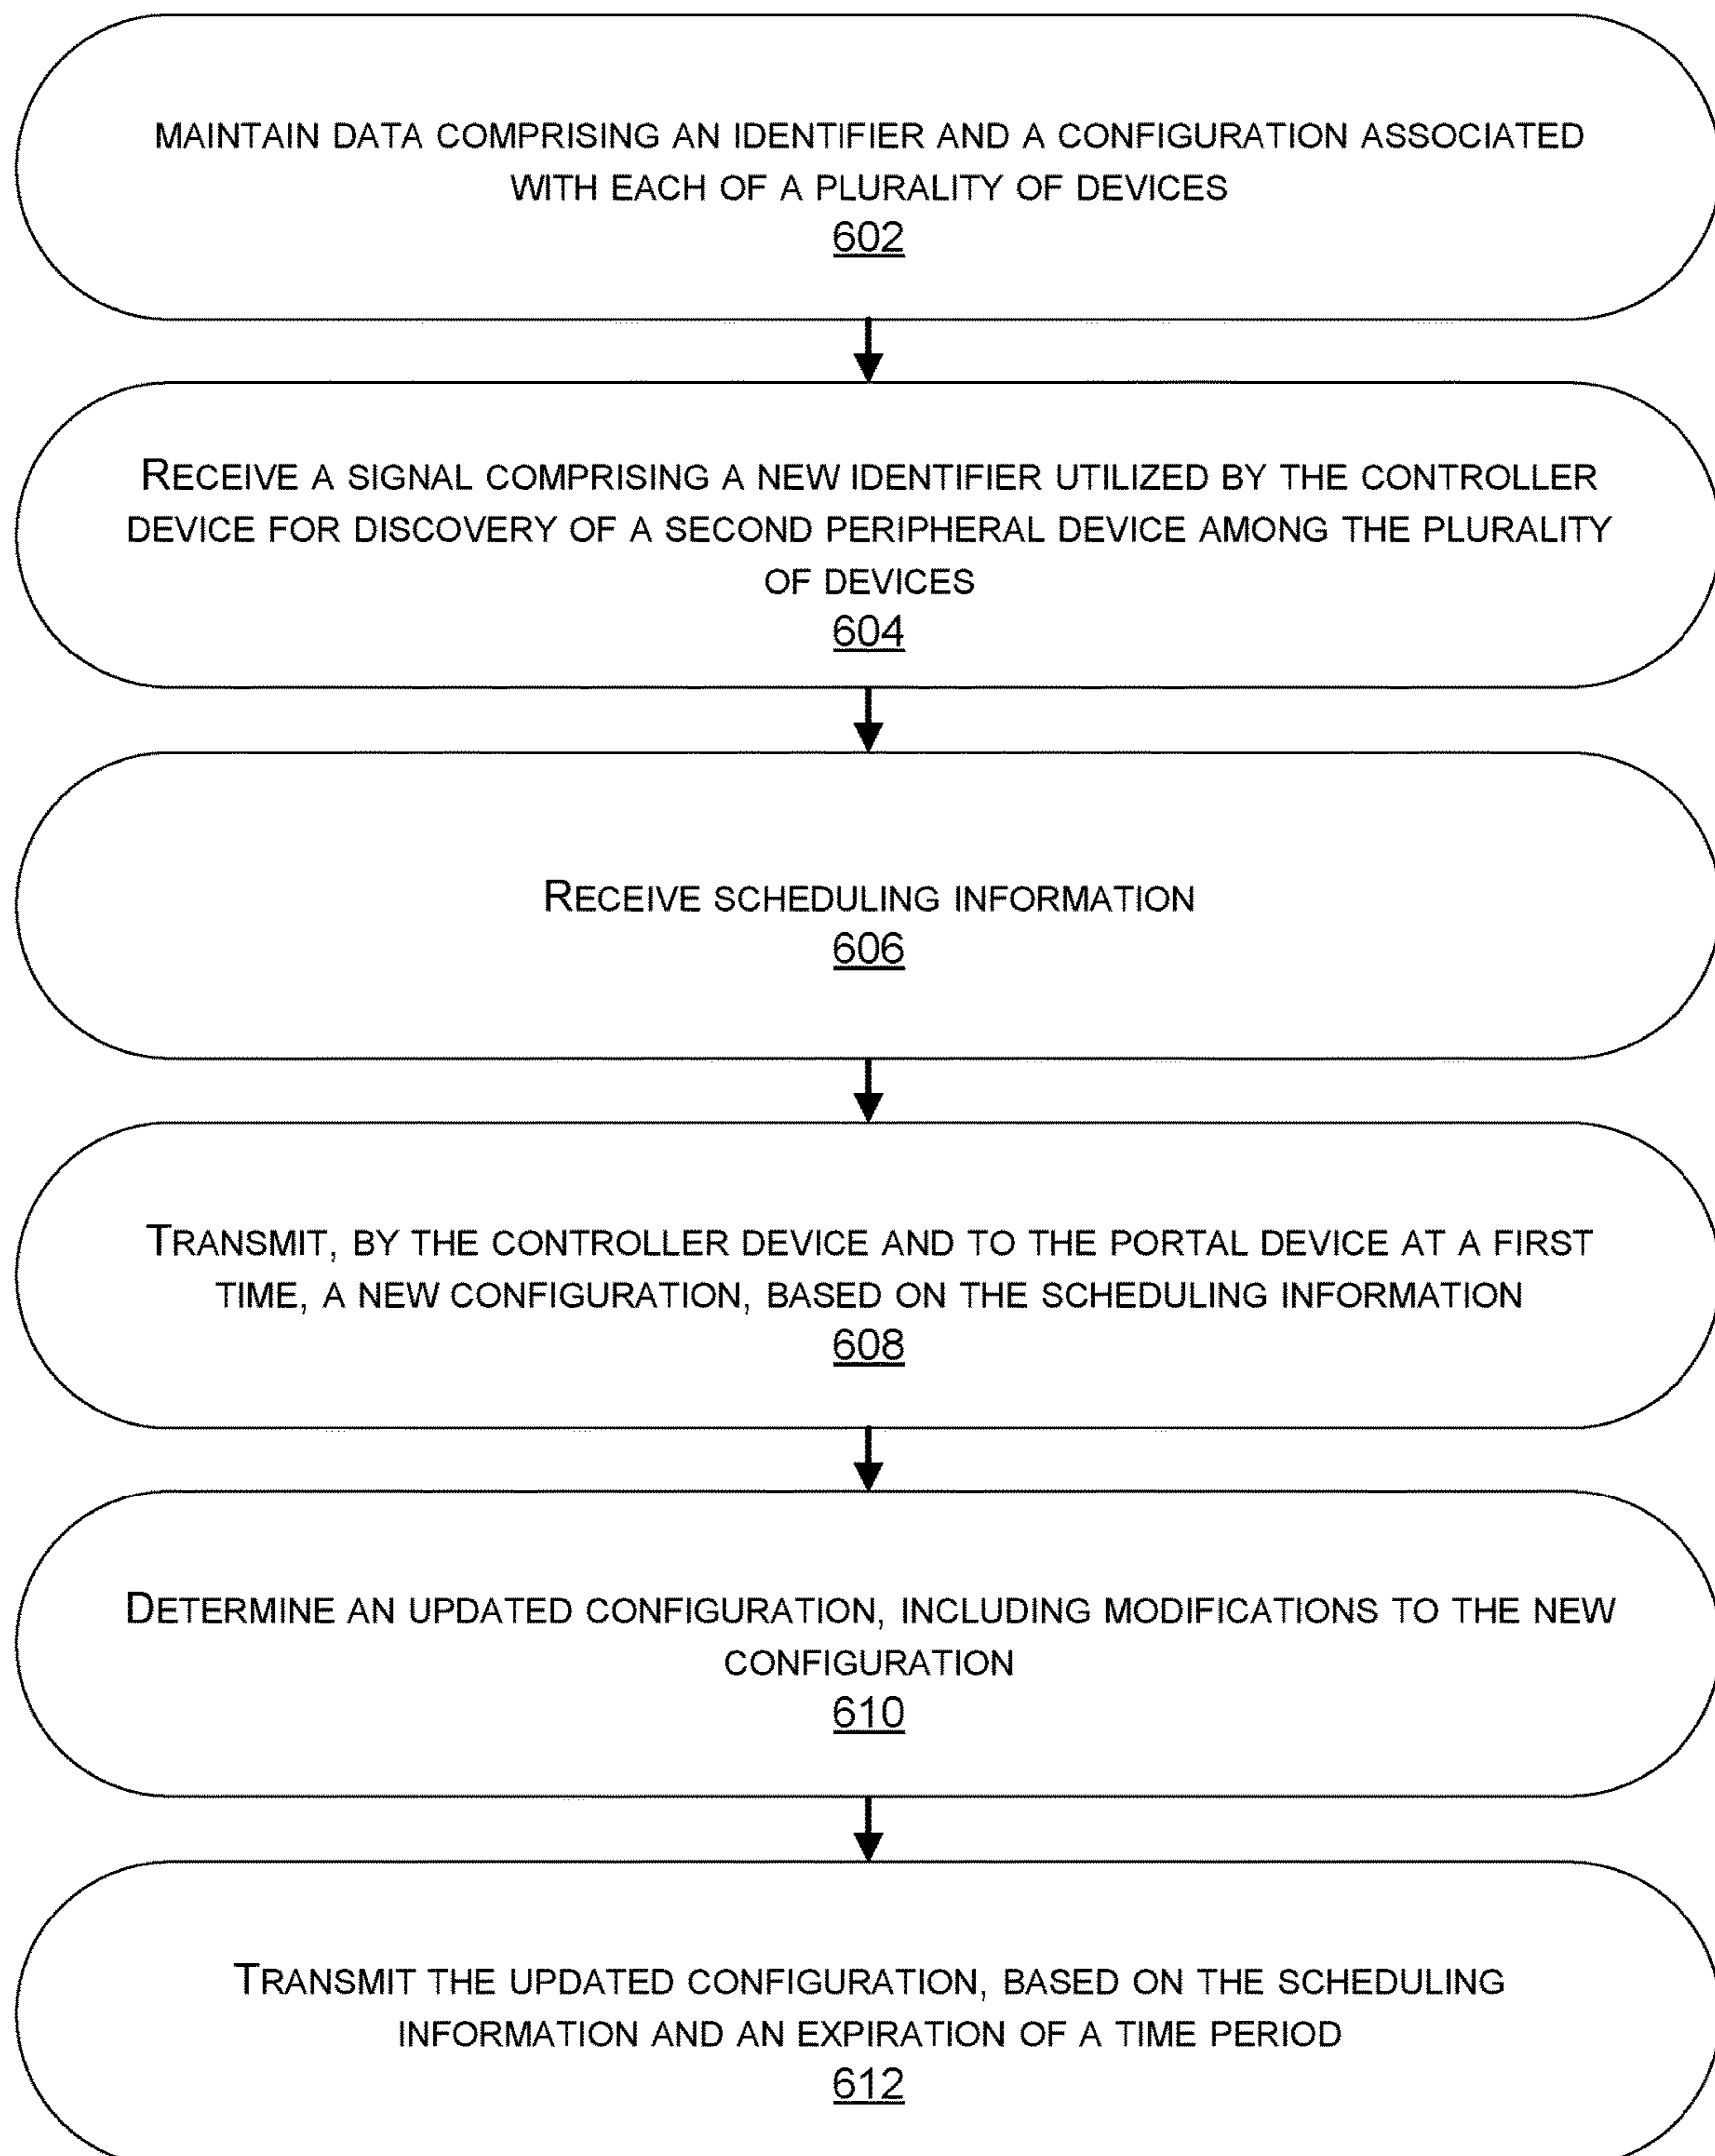 MAINTAIN DATA COMPRISING AN IDENTIFIER AND A CONFIGURATION ASSOCIATED
WITH EACH OF A PLURALITY OF DEVICES
602
RECEIVE A SIGNAL COMPRISING A NEW IDENTIFIER UTILIZED BY THE CONTROLLER
DEVICE FOR DISCOVERY OF A SECOND PERIPHERAL DEVICE AMONG THE PLURALITY
OF DEVICES
604
RECEIVE SCHEDULING INFORMATION
606
TRANSMIT, BY THE CONTROLLER DEVICE AND TO THE PORTAL DEVICE AT A FIRST
TIME, A NEW CONFIGURATION, BASED ON THE SCHEDULING INFORMATION
608
DETERMINE AN UPDATED CONFIGURATION, INCLUDING MODIFICATIONS TO THE NEW
CONFIGURATION
610
TRANSMIT THE UPDATED CONFIGURATION, BASED ON THE SCHEDULING
INFORMATION AND AN EXPIRATION OF A TIME PERIOD
612